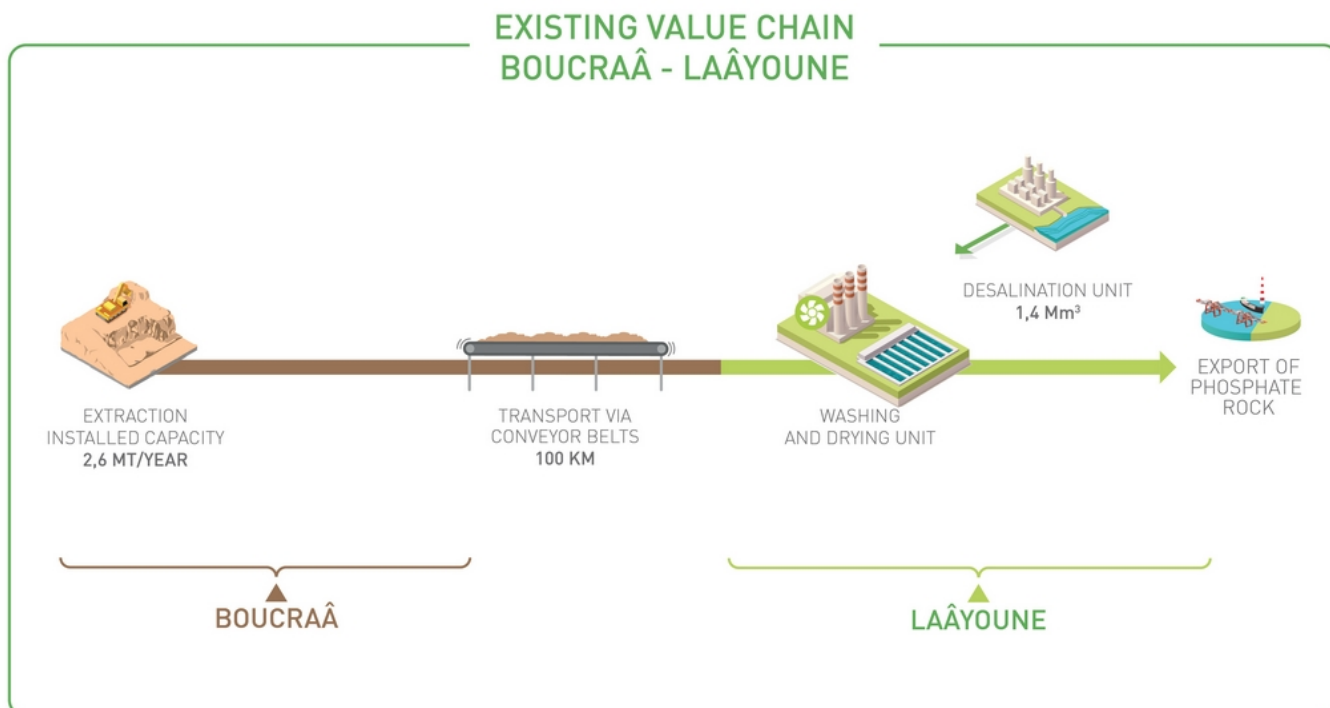 EXISTING VALUE CHAIN
BOUCRAÂ - LAÂYOUNE
DESALINATION UNIT
1,4 Mm³
EXPORT OF
PHOSPHATE
ROCK
EXTRACTION
INSTALLED CAPACITY
2,6 MT/YEAR
TRANSPORT VIA
CONVEYOR BELTS
100 KM
WASHING
AND DRYING UNIT
BOUCRAÂ
LAÂYOUNE